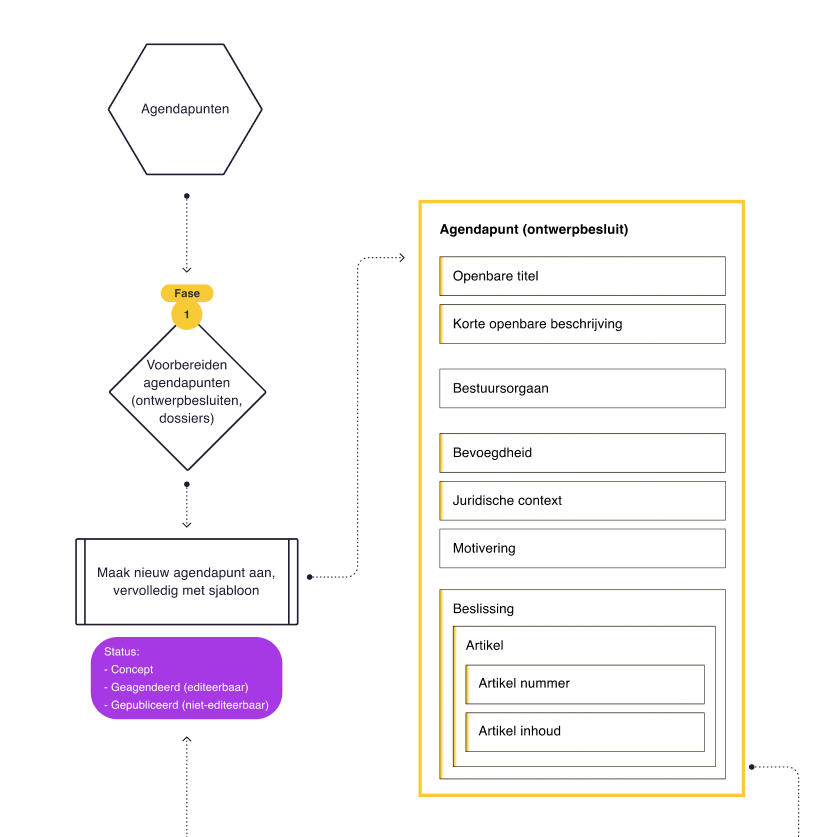 Agendapunten
Fase
1
Voorbereiden
agendapunten
(ontwerpbesluiten,
dossiers)
Maak nieuw agendapunt aan,
vervolledig met sjabloon
Status:
- Concept
- Geagendeerd (editeerbaar)
- Gepubliceerd (niet-editeerbaar)
Agendapunt (ontwerpbesluit)
Openbare titel
Korte openbare beschrijving
Bestuursorgaan
Bevoegdheid
Juridische context
Motivering
Beslissing
Artikel
Artikel nummer
Artikel inhoud